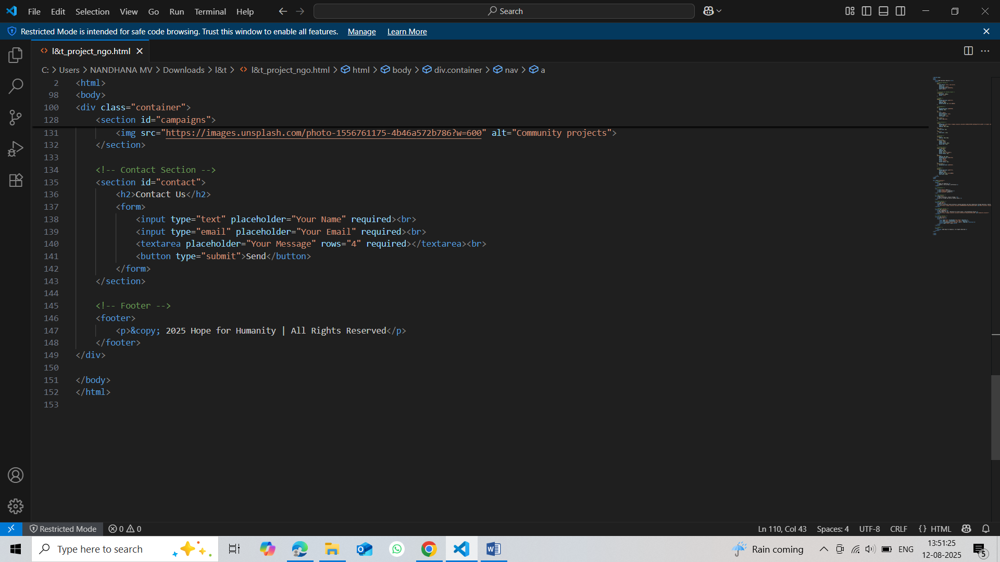 File Edit Selection View Go Run Terminal Help Search
Restricted Mode is intended for safe code browsing. Trust this window to enable all features. Manage Learn More
l&t_project_ngo.html
C: > Users > NANDHANA MV > Downloads > l&t > l&t_project_ngo.html > html > body > div.container > nav > a
2 <html>
98 <body>
100 <div class="container">
128 <section id="campaigns">
131 <img src="https://images.unsplash.com/photo-1556761175-4b46a572b786?w=600" alt="Community projects">
132 </section>
133
134 <!-- Contact Section -->
135 <section id="contact">
136 <h2>Contact Us</h2>
137 <form>
138 <input type="text" placeholder="Your Name" required><br>
139 <input type="email" placeholder="Your Email" required><br>
140 <textarea placeholder="Your Message" rows="4" required></textarea><br>
141 <button type="submit">Send</button>
142 </form>
143 </section>
144
145 <!-- Footer -->
146 <footer>
147 <p>&copy; 2025 Hope for Humanity | All Rights Reserved</p>
148 </footer>
149 </div>
150
151 </body>
152 </html>
153
Restricted Mode 0 0 Ln 110, Col 43 Spaces: 4 UTF-8 CRLF {} HTML
Type here to search Rain coming ENG 13:51:25
12-08-2025 5